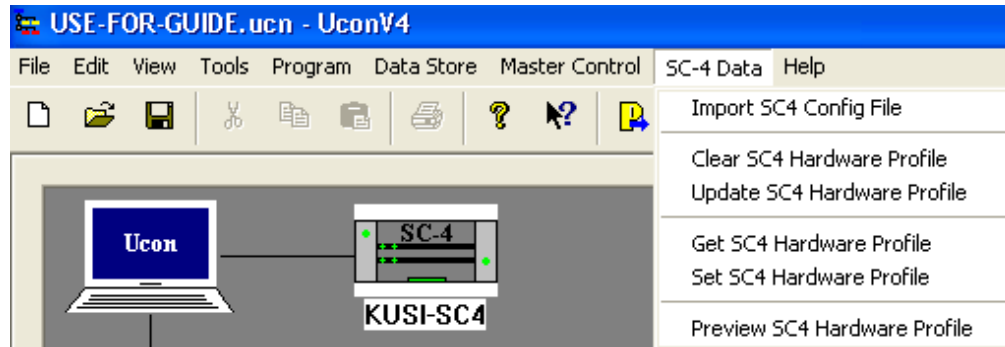 USE-FOR-GUIDE.ucn - UconV4
File Edit View Tools Program Data Store Master Control SC-4 Data Help
Import SC4 Config File
Clear SC4 Hardware Profile
Update SC4 Hardware Profile
Get SC4 Hardware Profile
Set SC4 Hardware Profile
Preview SC4 Hardware Profile
Ucon
SC-4
KUSI-SC4